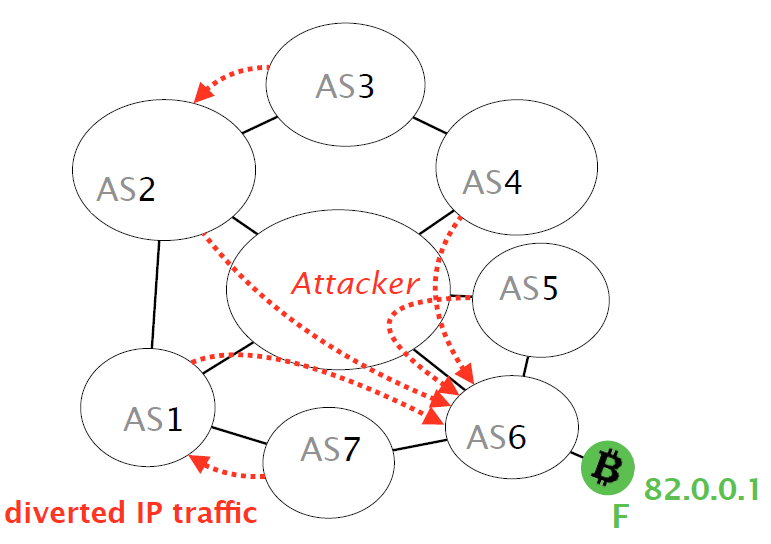 AS3
AS2
AS4
Attacker
AS5
AS1
AS7
AS6
82.0.0.1
F
diverted IP traffic